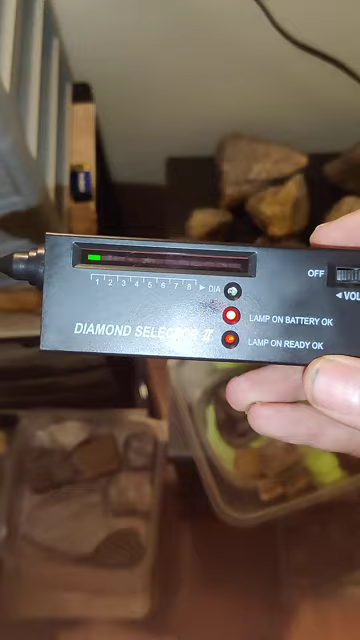 OFF
1 2 3 4 5 6 7 8 ▶ DIA
◀ VOL
LAMP ON BATTERY OK
DIAMOND SELECTOR II
LAMP ON READY OK